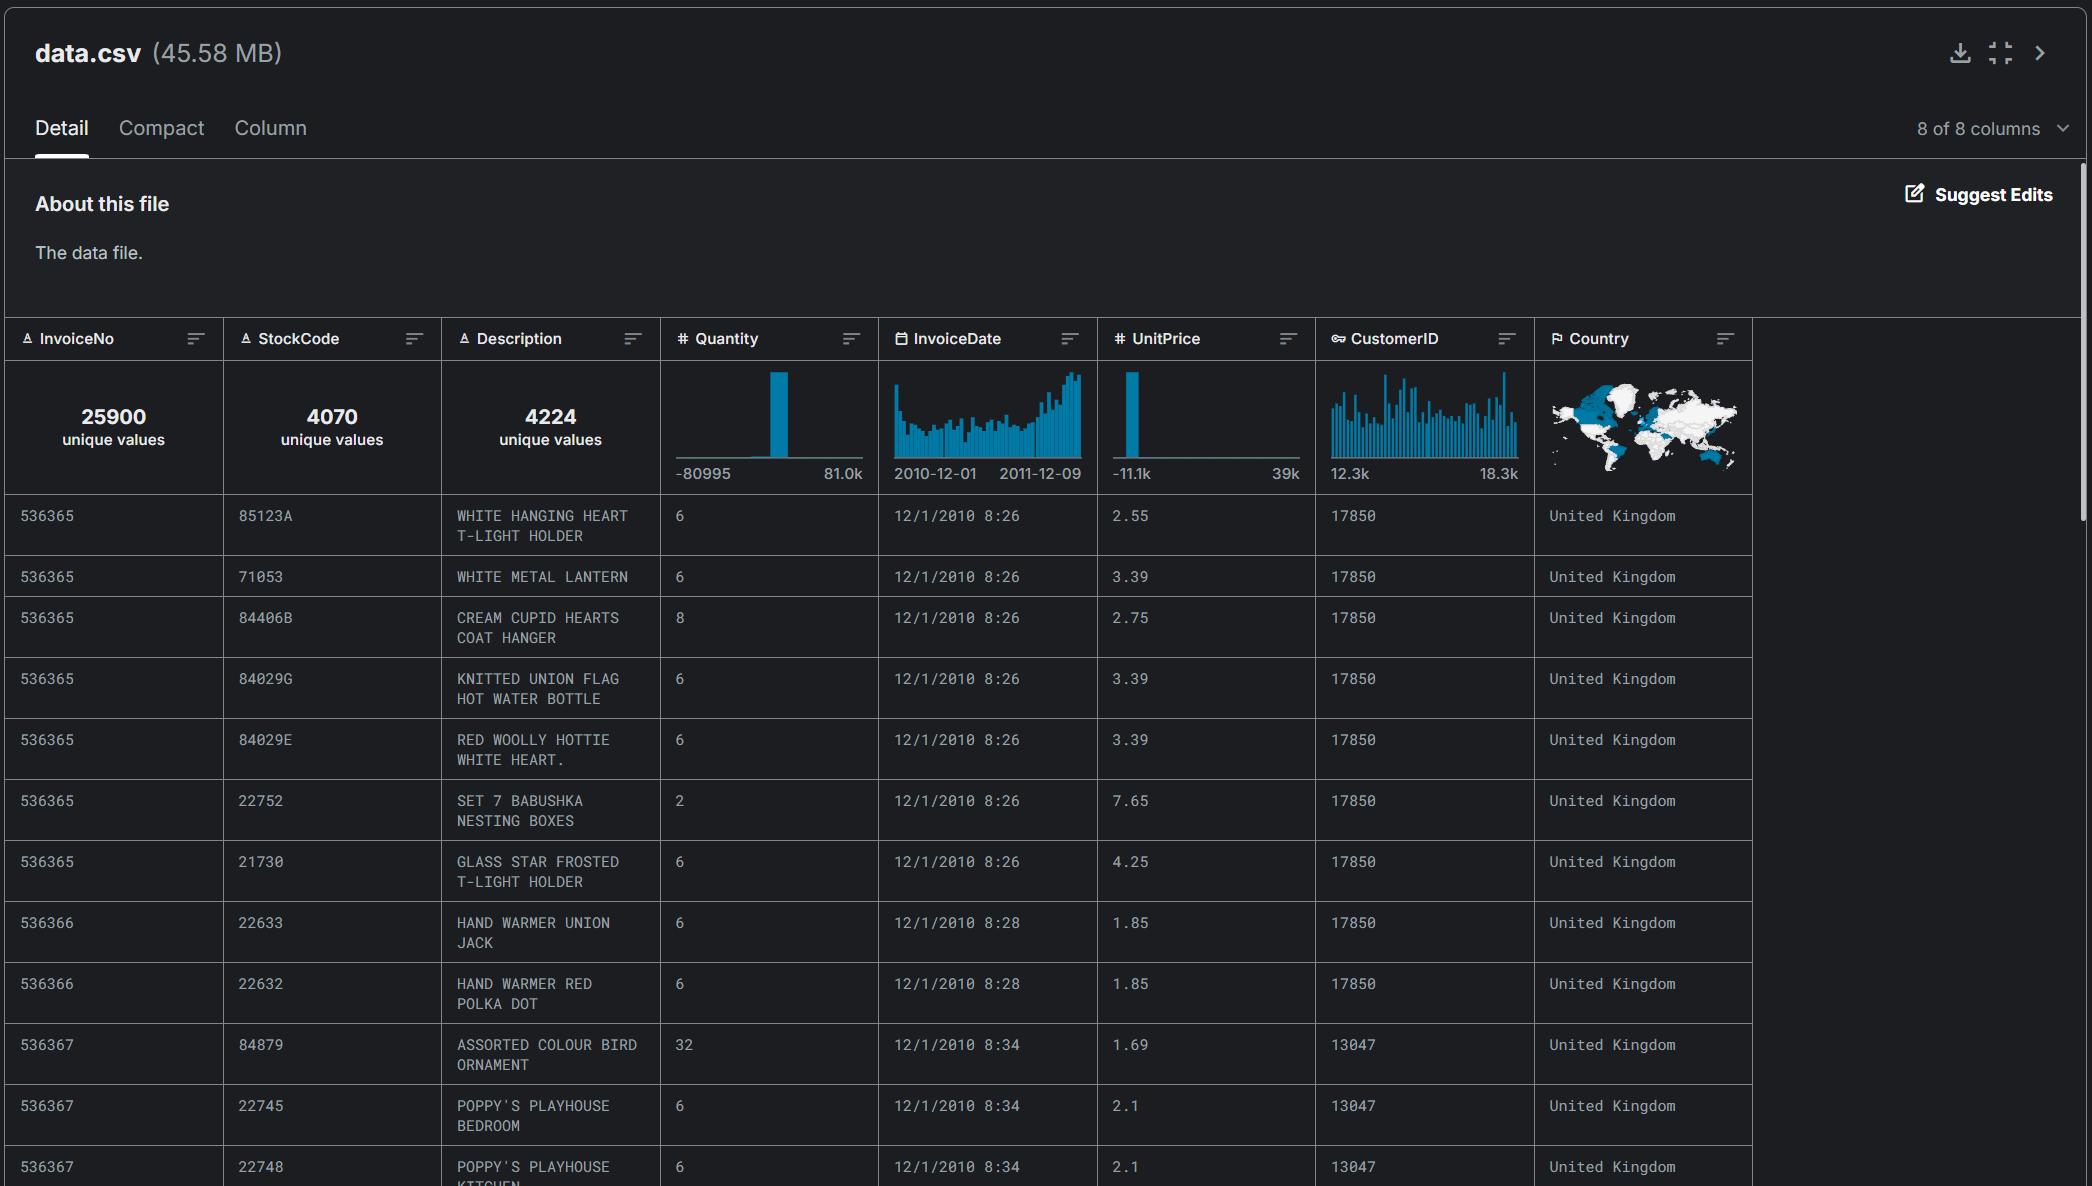 data.csv (45.58 MB)
Detail Compact Column 8 of 8 columns
About this file Suggest Edits
The data file.
InvoiceNo StockCode Description Quantity InvoiceDate UnitPrice CustomerID Country
25900 4070 4224
unique values unique values unique values
-80995 81.0k 2010-12-01 2011-12-09 -11.1k 39k 12.3k 18.3k
536365 85123A WHITE HANGING HEART 6 12/1/2010 8:26 2.55 17850 United Kingdom
T-LIGHT HOLDER
536365 71053 WHITE METAL LANTERN 6 12/1/2010 8:26 3.39 17850 United Kingdom
536365 84406B CREAM CUPID HEARTS 8 12/1/2010 8:26 2.75 17850 United Kingdom
COAT HANGER
536365 84029G KNITTED UNION FLAG 6 12/1/2010 8:26 3.39 17850 United Kingdom
HOT WATER BOTTLE
536365 84029E RED WOOLLY HOTTIE 6 12/1/2010 8:26 3.39 17850 United Kingdom
WHITE HEART.
536365 22752 SET 7 BABUSHKA 2 12/1/2010 8:26 7.65 17850 United Kingdom
NESTING BOXES
536365 21730 GLASS STAR FROSTED 6 12/1/2010 8:26 4.25 17850 United Kingdom
T-LIGHT HOLDER
536366 22633 HAND WARMER UNION 6 12/1/2010 8:28 1.85 17850 United Kingdom
JACK
536366 22632 HAND WARMER RED 6 12/1/2010 8:28 1.85 17850 United Kingdom
POLKA DOT
536367 84879 ASSORTED COLOUR BIRD 32 12/1/2010 8:34 1.69 13047 United Kingdom
ORNAMENT
536367 22745 POPPY'S PLAYHOUSE 6 12/1/2010 8:34 2.1 13047 United Kingdom
BEDROOM
536367 22748 POPPY'S PLAYHOUSE 6 12/1/2010 8:34 2.1 13047 United Kingdom
KITCHEN